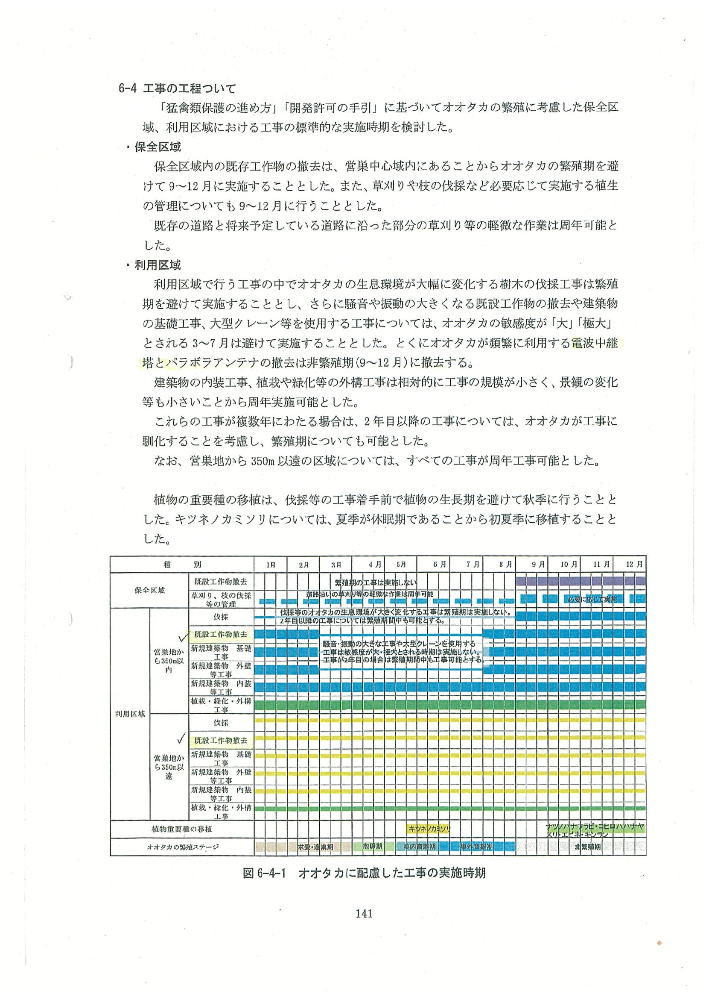 6-4 工事の工程ついて
「猛禽類保護の進め方」「開発許可の手引」に基づいてオオタカの繁殖に考慮した保全区
域、利用区域における工事の標準的な実施時期を検討した。
・保全区域
保全区域内の既存工作物の撤去は、営巣中心域内にあることからオオタカの繁殖期を避
けて 9～12 月に実施することとした。また、草刈りや枝の伐採など必要応じて実施する植生
の管理についても 9～12 月に行うこととした。
既存の道路と将来予定している道路に沿った部分の草刈り等の軽微な作業は周年可能と
した。
・利用区域
利用区域で行う工事の中でオオタカの生息環境が大幅に変化する樹木の伐採工事は繁殖
期を避けて実施することとし、さらに騒音や振動の大きくなる既設工作物の撤去や建築物
の基礎工事、大型クレーン等を使用する工事については、オオタカの敏感度が「大」「極大」
とされる 3～7 月は避けて実施することとした。とくにオオタカが頻繁に利用する電波中継
塔とパラボラアンテナの撤去は非繁殖期(9～12 月)に撤去する。
建築物の内装工事、植栽や緑化等の外構工事は相対的に工事の規模が小さく、景観の変化
等も小さいことから周年実施可能とした。
これらの工事が複数年にわたる場合は、2 年目以降の工事については、オオタカが工事に
馴化することを考慮し、繁殖期についても可能とした。
なお、営巣地から 350m 以遠の区域については、すべての工事が周年工事可能とした。
植物の重要種の移植は、伐採等の工事着手前で植物の生長期を避けて秋季に行うことと
した。キツネノカミソリについては、夏季が休眠期であることから初夏季に移植することと
した。
種 別 1月 2月 3月 4月 5月 6月 7月 8月 9月 10月 11月 12月
保全区域
既設工作物撤去 繁殖期の工事は実施しない
草刈り、枝の伐採 道路沿いの草刈り等の軽微な作業は周年可能
等の管理 必要に応じて実施
利用区域
営巣地か
ら350m以
内
伐採 伐採等のオオタカの生息環境が大きく変化する工事は繁殖期は実施しない。
2年目以降の工事については繁殖期間中も可能とする。
既設工作物撤去
騒音・振動の大きな工事や大型クレーンを使用する
工事は敏感度が大・極大とされる時期は実施しない。
工事が2年目の場合は繁殖期間中も工事可能とする
新規建築物 基礎
工事
新規建築物 外壁
等工事
新規建築物 内装
等工事
植栽・緑化・外構
工事
営巣地か
ら350m以
遠
伐採
既設工作物撤去
新規建築物 基礎
工事
新規建築物 外壁
等工事
新規建築物 内装
等工事
植栽・緑化・外構
工事
植物重要種の移植 キツネノカミソリ ナツノハナワラビ・コヒロハハナヤ
スリ・エビネ・キンラン
オオタカの繁殖ステージ 求愛・造巣期 抱卵期 巣内育雛期 巣外育雛期 非繁殖期
図 6-4-1 オオタカに配慮した工事の実施時期
141